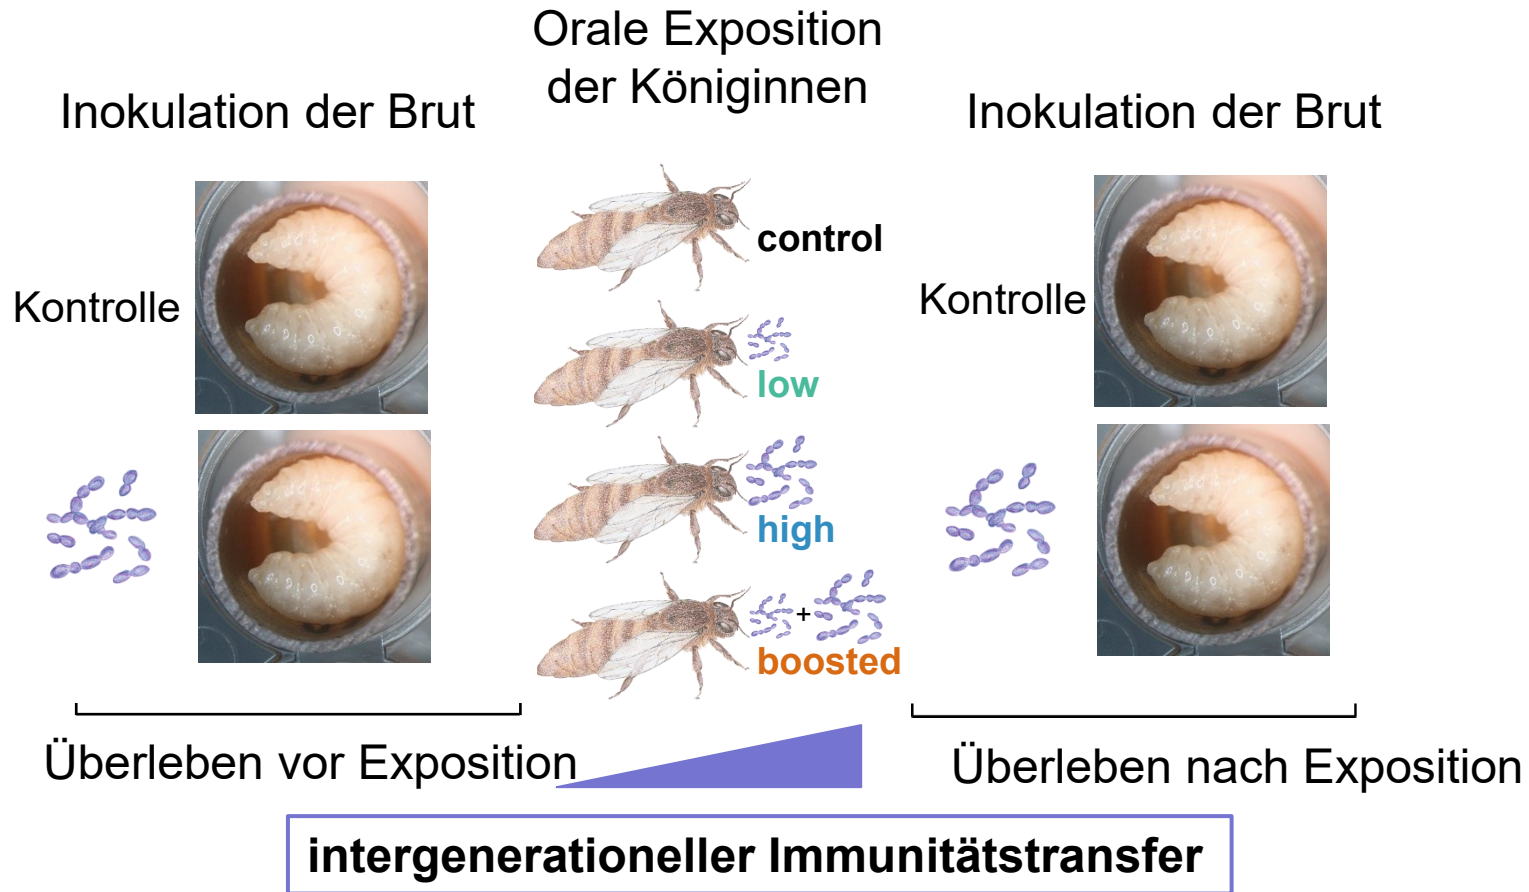 Orale Exposition
der Königinnen
Inokulation der Brut
Kontrolle
control
low
high
+
boosted
Inokulation der Brut
Kontrolle
Überleben vor Exposition
Überleben nach Exposition
intergenerationeller Immunitätstransfer